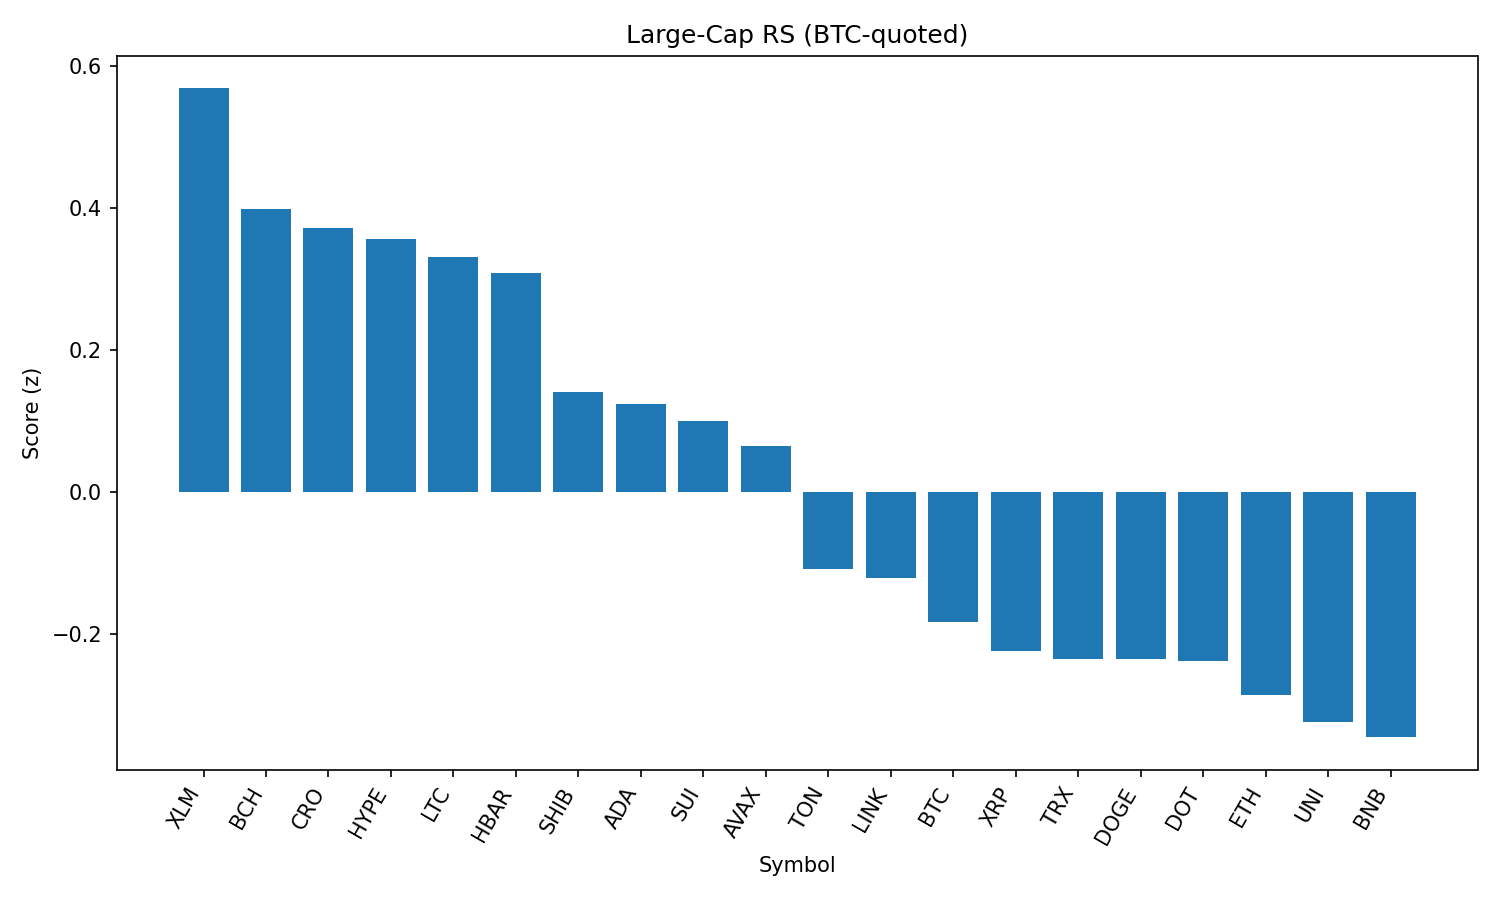 Large-Cap RS (BTC-quoted)
Score (z)
0.6
0.4
0.2
0.0
−0.2
XLM
BCH
CRO
HYPE
LTC
HBAR
SHIB
ADA
SUI
AVAX
TON
LINK
BTC
XRP
TRX
DOGE
DOT
ETH
UNI
BNB
Symbol